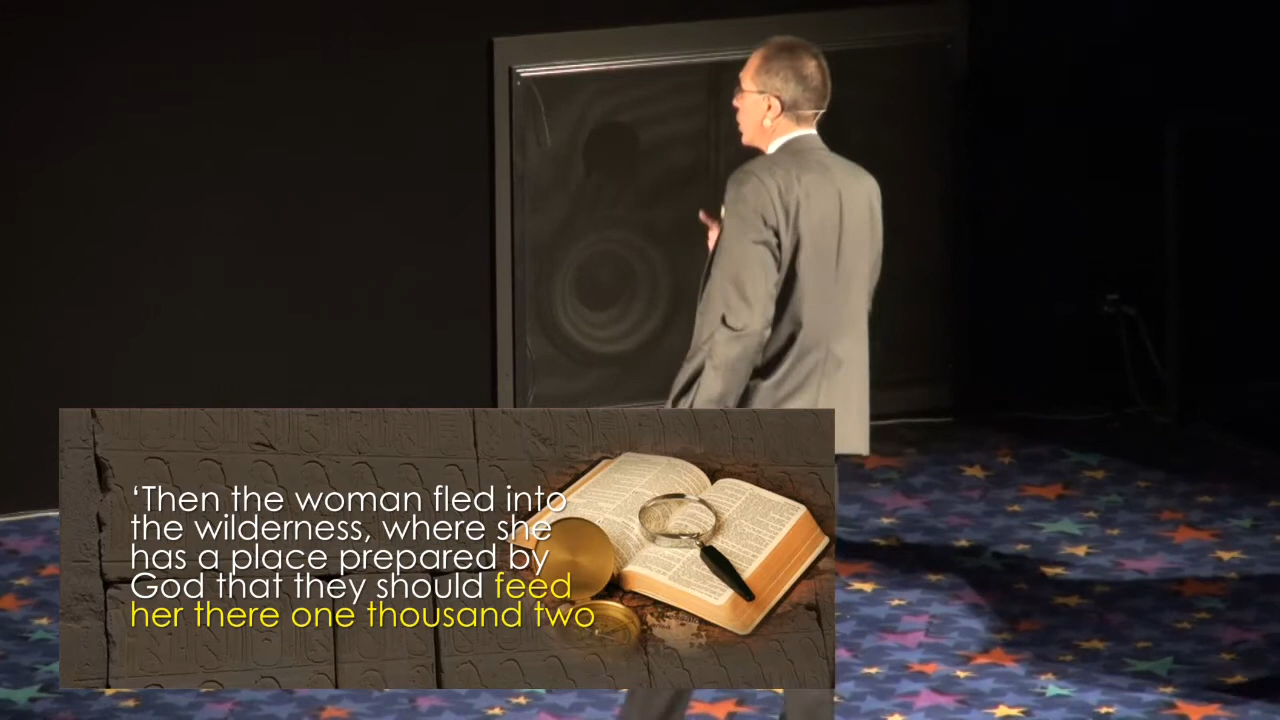 ‘Then the woman fled into
the wilderness, where she
has a place prepared by
God that they should feed
her there one thousand two